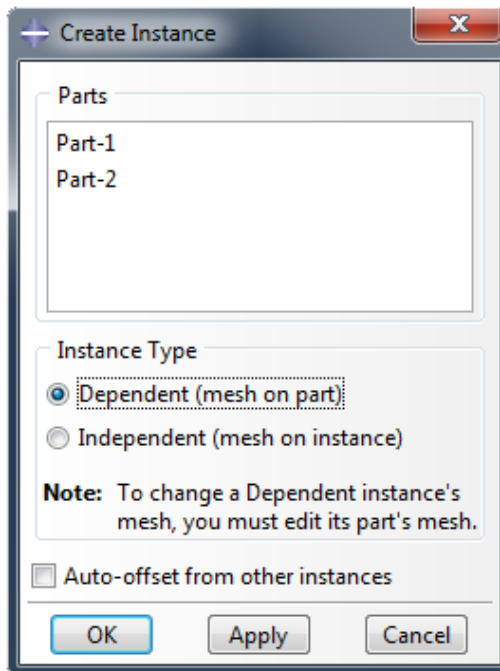 Create Instance
Parts
Part-1
Part-2
Instance Type
Dependent (mesh on part)
Independent (mesh on instance)
Note: To change a Dependent instance's
mesh, you must edit its part's mesh.
Auto-offset from other instances
OK Apply Cancel